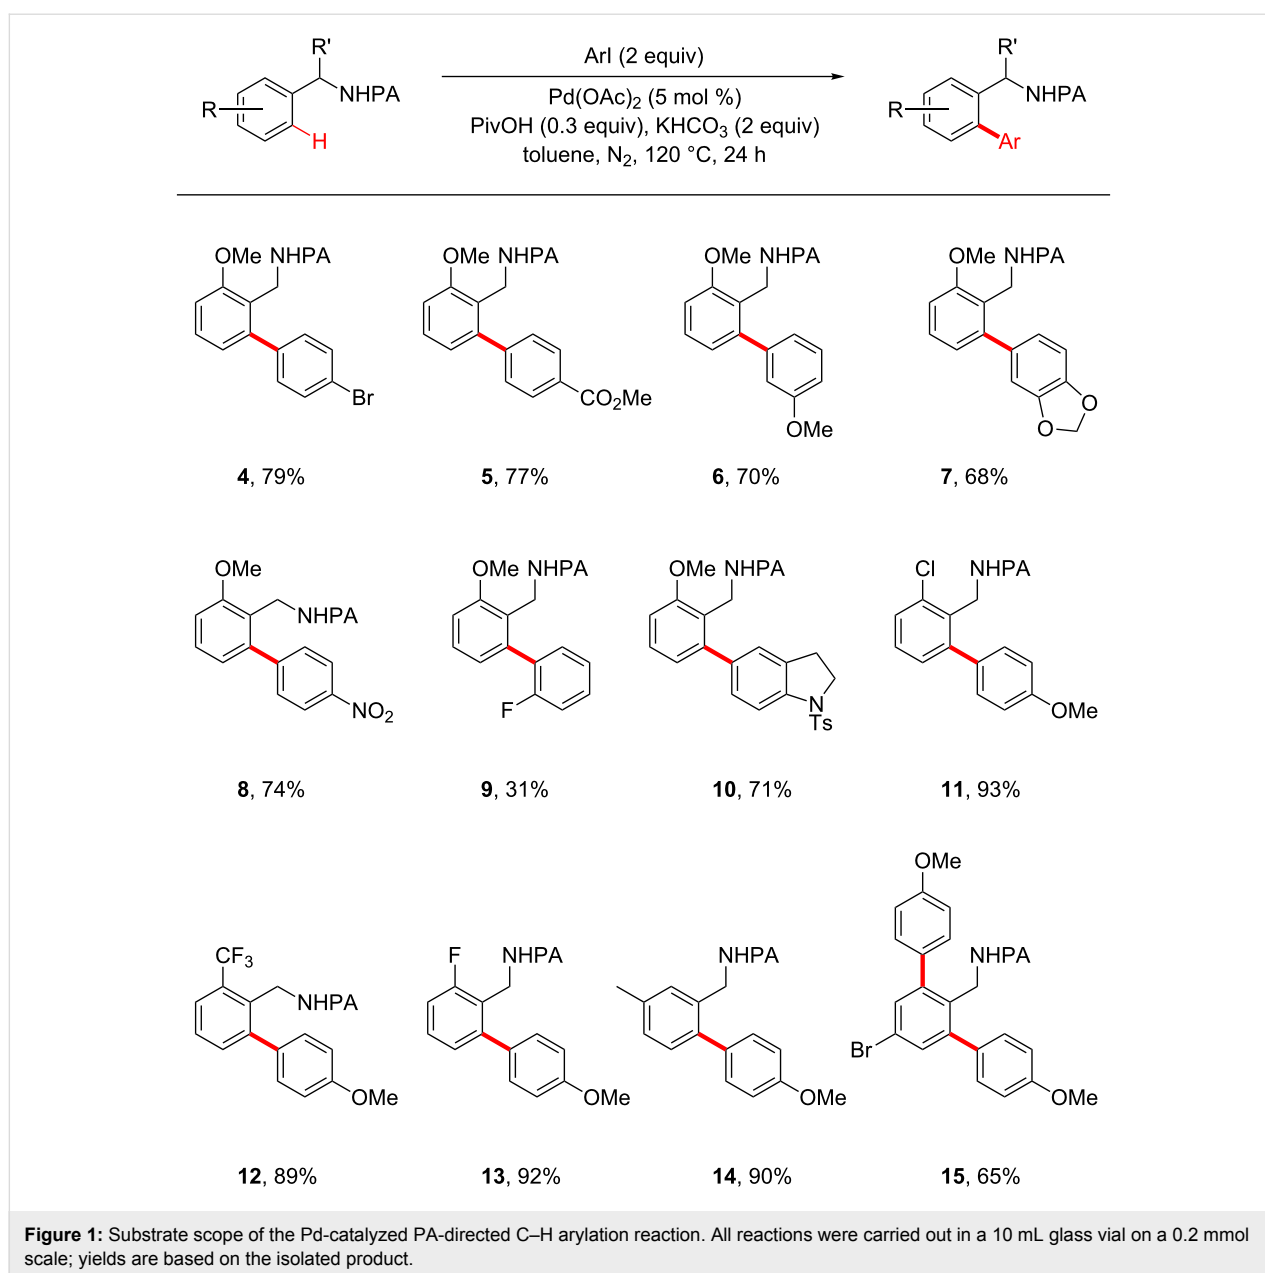 R'
NHPA
R
H
ArI (2 equiv)
Pd(OAc)2 (5 mol %)
PivOH (0.3 equiv), KHCO3 (2 equiv)
toluene, N2, 120 °C, 24 h
R'
NHPA
R
Ar
OMe NHPA
Br
4, 79%
OMe NHPA
CO2Me
5, 77%
OMe NHPA
OMe
6, 70%
OMe NHPA
O
O
7, 68%
OMe
NHPA
NO2
8, 74%
OMe NHPA
F
9, 31%
OMe NHPA
N
Ts
10, 71%
Cl NHPA
OMe
11, 93%
CF3
NHPA
OMe
12, 89%
F NHPA
OMe
13, 92%
NHPA
OMe
14, 90%
OMe
NHPA
Br
OMe
15, 65%
Figure 1: Substrate scope of the Pd-catalyzed PA-directed C–H arylation reaction. All reactions were carried out in a 10 mL glass vial on a 0.2 mmol
scale; yields are based on the isolated product.